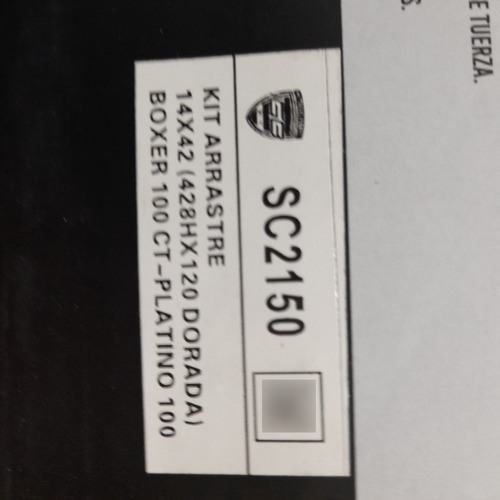 SC2150
KIT ARRASTRE
14X42 (428HX120 DORADA)
BOXER 100 CT-PLATINO 100
E TUERZA.
S.